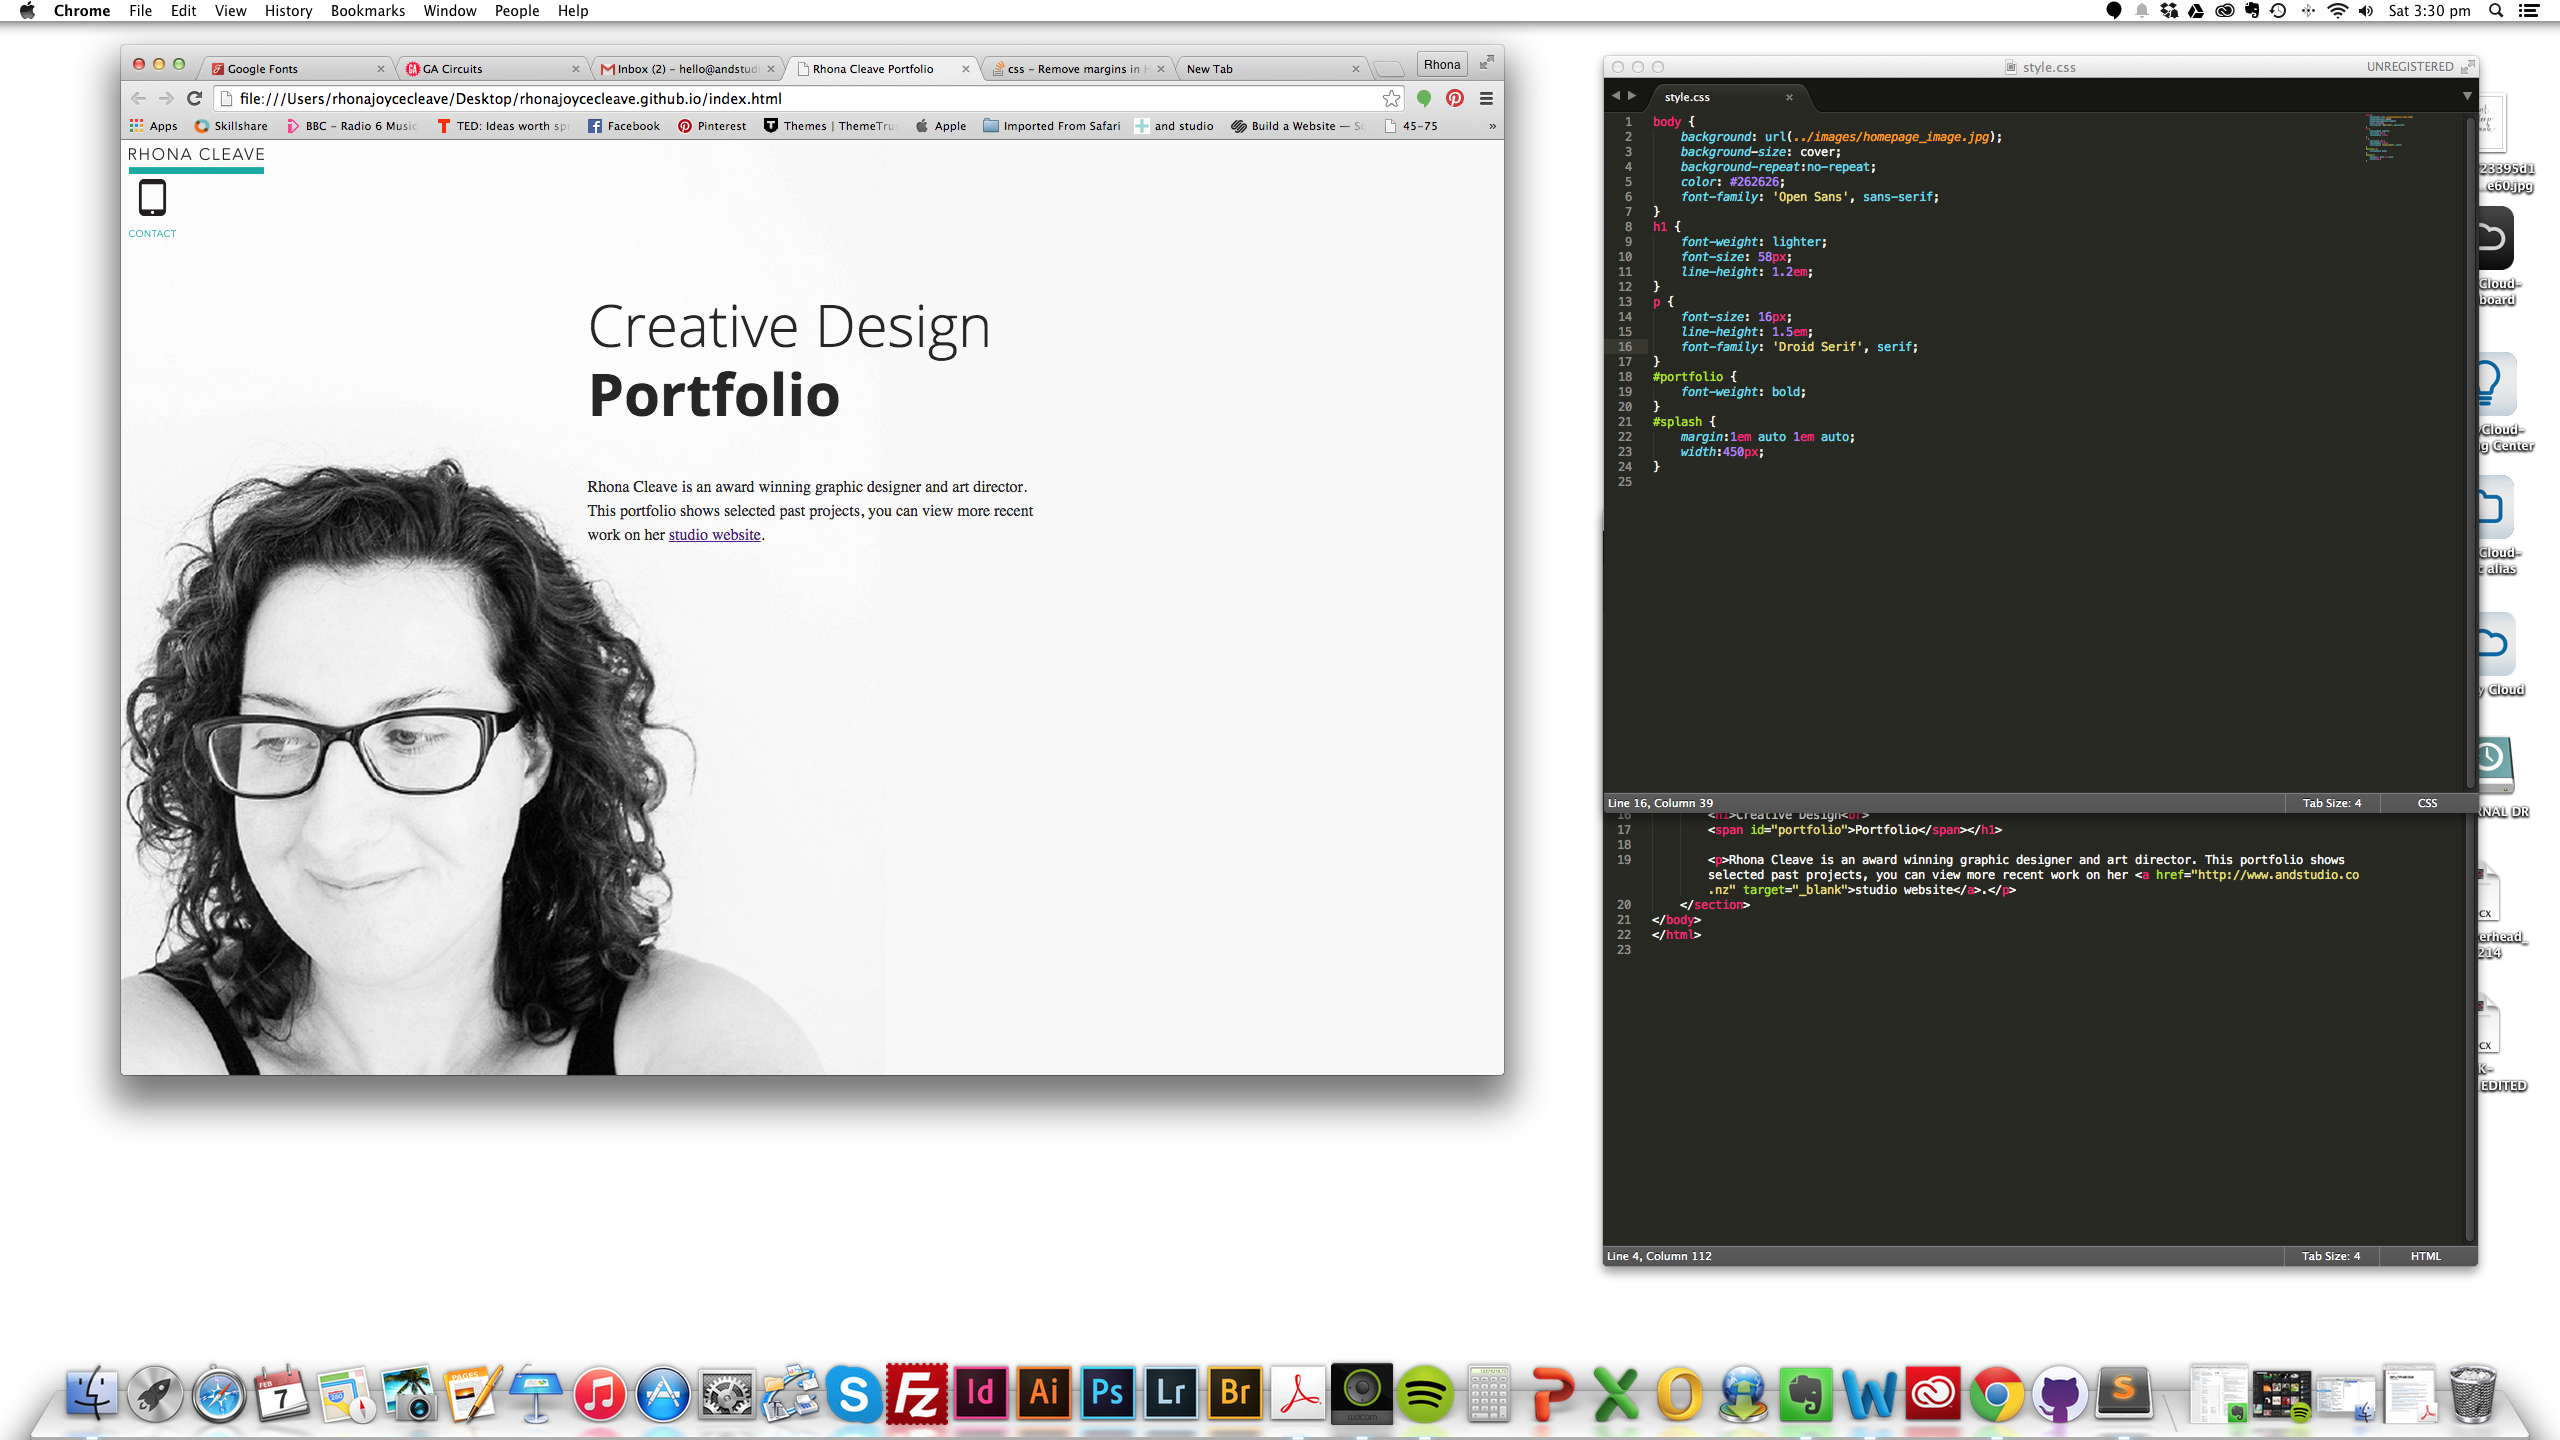 Chrome File Edit View History Bookmarks Window People Help
Sat 3:30 pm
Google Fonts
GA Circuits
Inbox (2) – hello@andstudi
Rhona Cleave Portfolio
css – Remove margins in H
New Tab
Rhona
file:///Users/rhonajoycecleave/Desktop/rhonajoycecleave.github.io/index.html
Apps
Skillshare
BBC – Radio 6 Music
TED: Ideas worth spr
Facebook
Pinterest
Themes | ThemeTru
Apple
Imported From Safari
and studio
Build a Website — Sq
45-75
»
RHONA CLEAVE
CONTACT
Creative Design
Portfolio
Rhona Cleave is an award winning graphic designer and art director.
This portfolio shows selected past projects, you can view more recent
work on her studio website.
style.css
UNREGISTERED
style.css
1 body {
2 background: url(../images/homepage_image.jpg);
3 background-size: cover;
4 background-repeat:no-repeat;
5 color: #262626;
6 font-family: 'Open Sans', sans-serif;
7 }
8 h1 {
9 font-weight: lighter;
10 font-size: 58px;
11 line-height: 1.2em;
12 }
13 p {
14 font-size: 16px;
15 line-height: 1.5em;
16 font-family: 'Droid Serif', serif;
17 }
18 #portfolio {
19 font-weight: bold;
20 }
21 #splash {
22 margin:1em auto 1em auto;
23 width:450px;
24 }
25
Line 16, Column 39
Tab Size: 4
CSS
16 <h1>Creative Design<br>
17 <span id="portfolio">Portfolio</span></h1>
18
19 <p>Rhona Cleave is an award winning graphic designer and art director. This portfolio shows
selected past projects, you can view more recent work on her <a href="http://www.andstudio.co
.nz" target="_blank">studio website</a>.</p>
20 </section>
21 </body>
22 </html>
23
Line 4, Column 112
Tab Size: 4
HTML
23395d1
...e60.jpg
Cloud-
board
yCloud-
g Center
Cloud-
c alias
y Cloud
RNAL DR
CX
erhead_
214
CX
K-
EDITED
FEB
7
280
PAGES
S
Fz
Id
Ai
Ps
Lr
Br
wacom
P
X
O
W
S